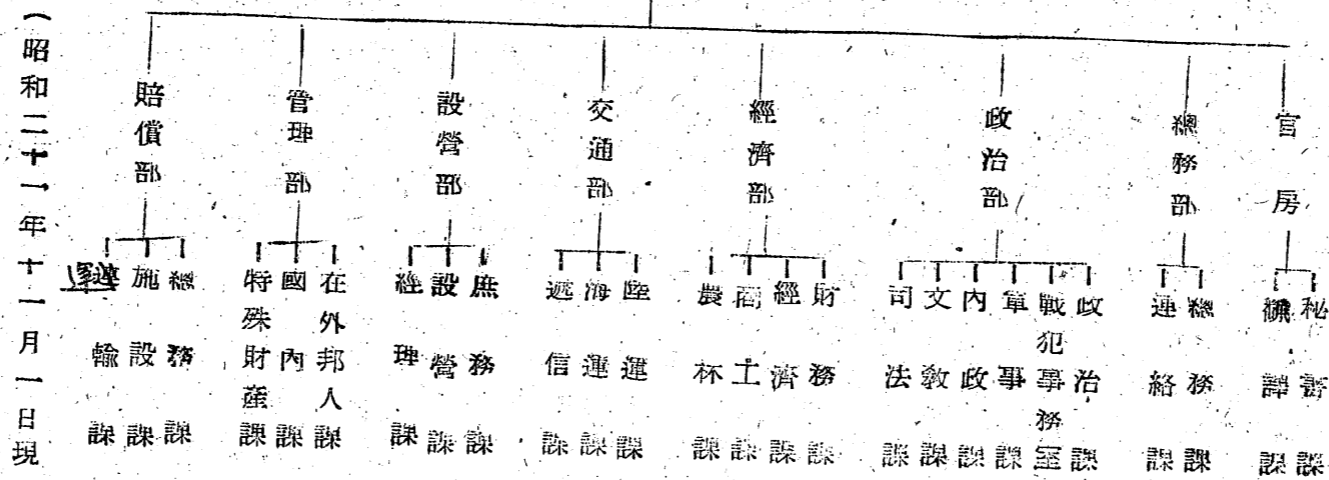 官房
秘書課
飜譯課
總務部
總務課
連絡課
政治部
政治課
戰犯事務室
軍事課
内政課
文敎課
司法課
經濟部
財務課
經濟課
商工課
農林課
交通部
陸運課
海運課
遞信課
設營部
庶務課
設營課
經理課
管理部
在外邦人課
國内課
特殊財産課
賠償部
總務課
施設課
運輸課
(昭和二十一年十一月一日現